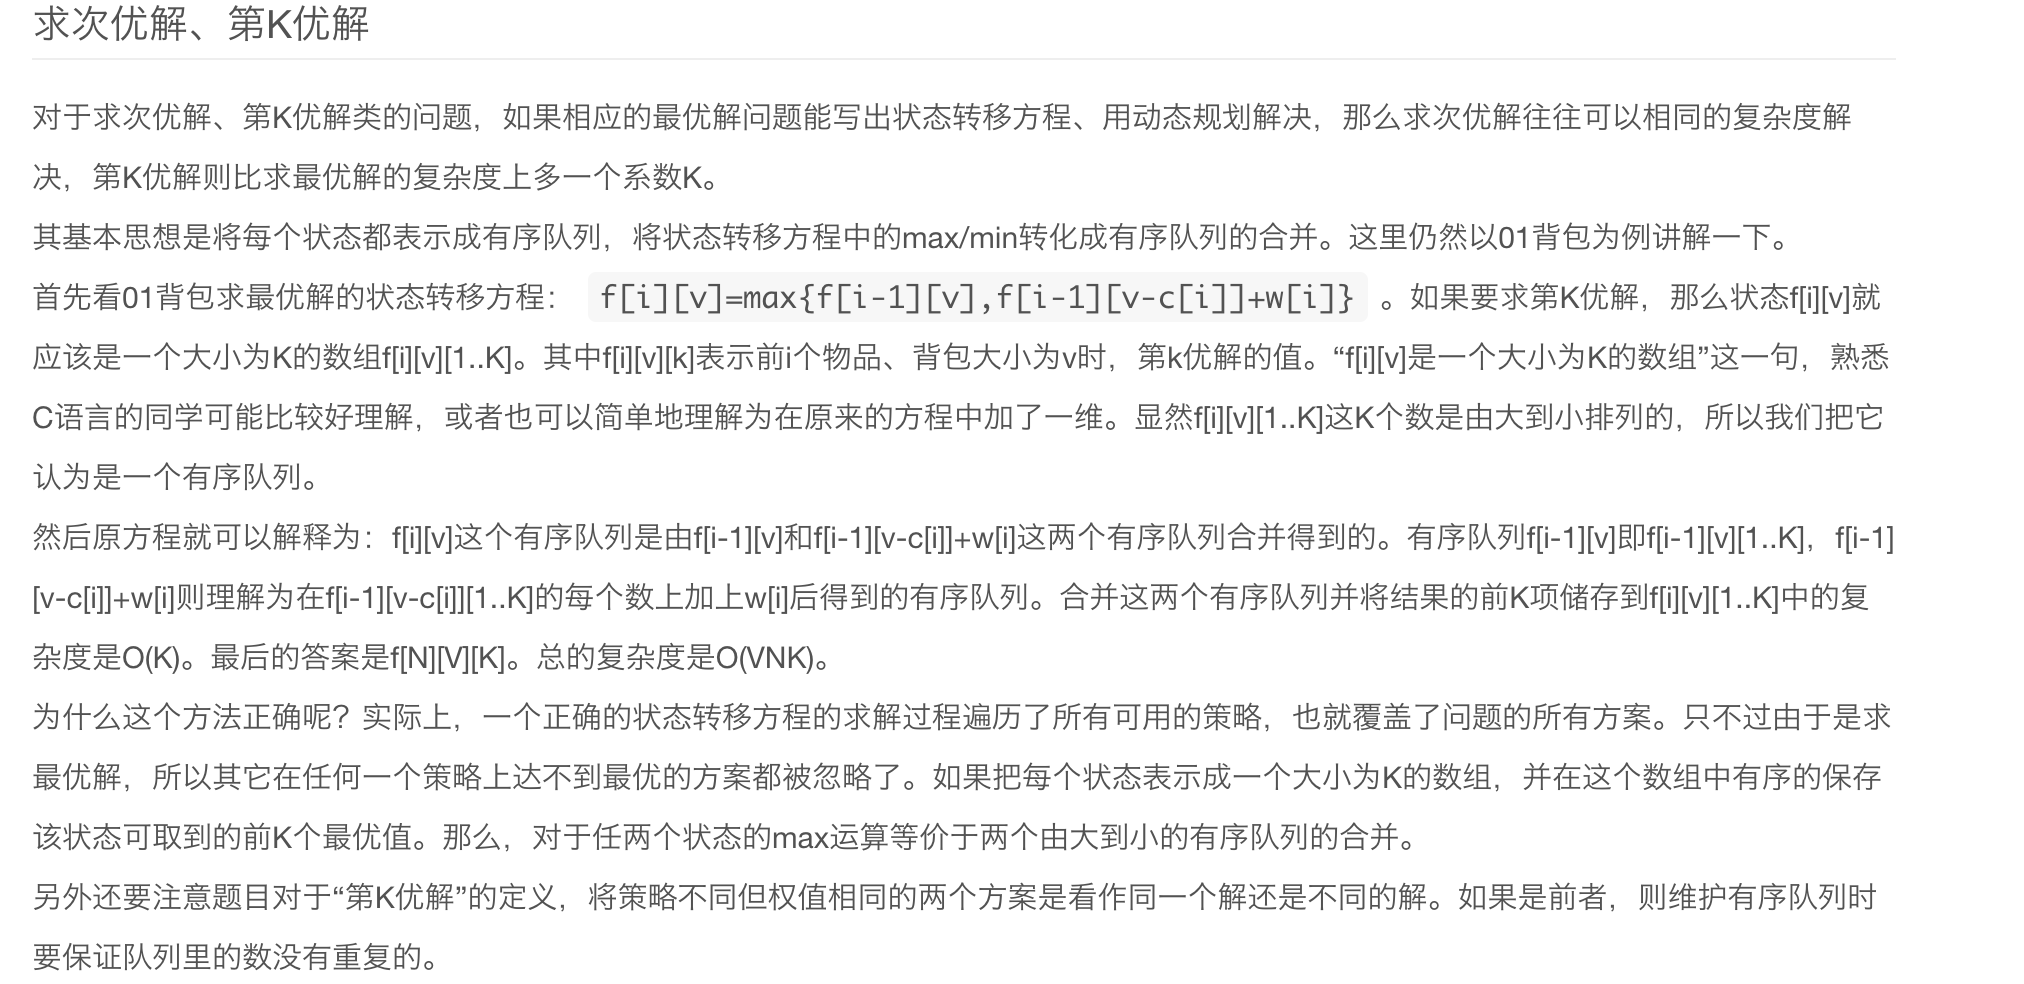 求次优解、第K优解
对于求次优解、第K优解类的问题，如果相应的最优解问题能写出状态转移方程、用动态规划解决，那么求次优解往往可以相同的复杂度解
决，第K优解则比求最优解的复杂度上多一个系数K。
其基本思想是将每个状态都表示成有序队列，将状态转移方程中的max/min转化成有序队列的合并。这里仍然以01背包为例讲解一下。
首先看01背包求最优解的状态转移方程： f[i][v]=max{f[i-1][v],f[i-1][v-c[i]]+w[i]} 。如果要求第K优解，那么状态f[i][v]就
应该是一个大小为K的数组f[i][v][1..K]。其中f[i][v][k]表示前i个物品、背包大小为v时，第k优解的值。“f[i][v]是一个大小为K的数组”这一句，熟悉
C语言的同学可能比较好理解，或者也可以简单地理解为在原来的方程中加了一维。显然f[i][v][1..K]这K个数是由大到小排列的，所以我们把它
认为是一个有序队列。
然后原方程就可以解释为：f[i][v]这个有序队列是由f[i-1][v]和f[i-1][v-c[i]]+w[i]这两个有序队列合并得到的。有序队列f[i-1][v]即f[i-1][v][1..K]，f[i-1]
[v-c[i]]+w[i]则理解为在f[i-1][v-c[i]][1..K]的每个数上加上w[i]后得到的有序队列。合并这两个有序队列并将结果的前K项储存到f[i][v][1..K]中的复
杂度是O(K)。最后的答案是f[N][V][K]。总的复杂度是O(VNK)。
为什么这个方法正确呢？实际上，一个正确的状态转移方程的求解过程遍历了所有可用的策略，也就覆盖了问题的所有方案。只不过由于是求
最优解，所以其它在任何一个策略上达不到最优的方案都被忽略了。如果把每个状态表示成一个大小为K的数组，并在这个数组中有序的保存
该状态可取到的前K个最优值。那么，对于任两个状态的max运算等价于两个由大到小的有序队列的合并。
另外还要注意题目对于“第K优解”的定义，将策略不同但权值相同的两个方案是看作同一个解还是不同的解。如果是前者，则维护有序队列时
要保证队列里的数没有重复的。